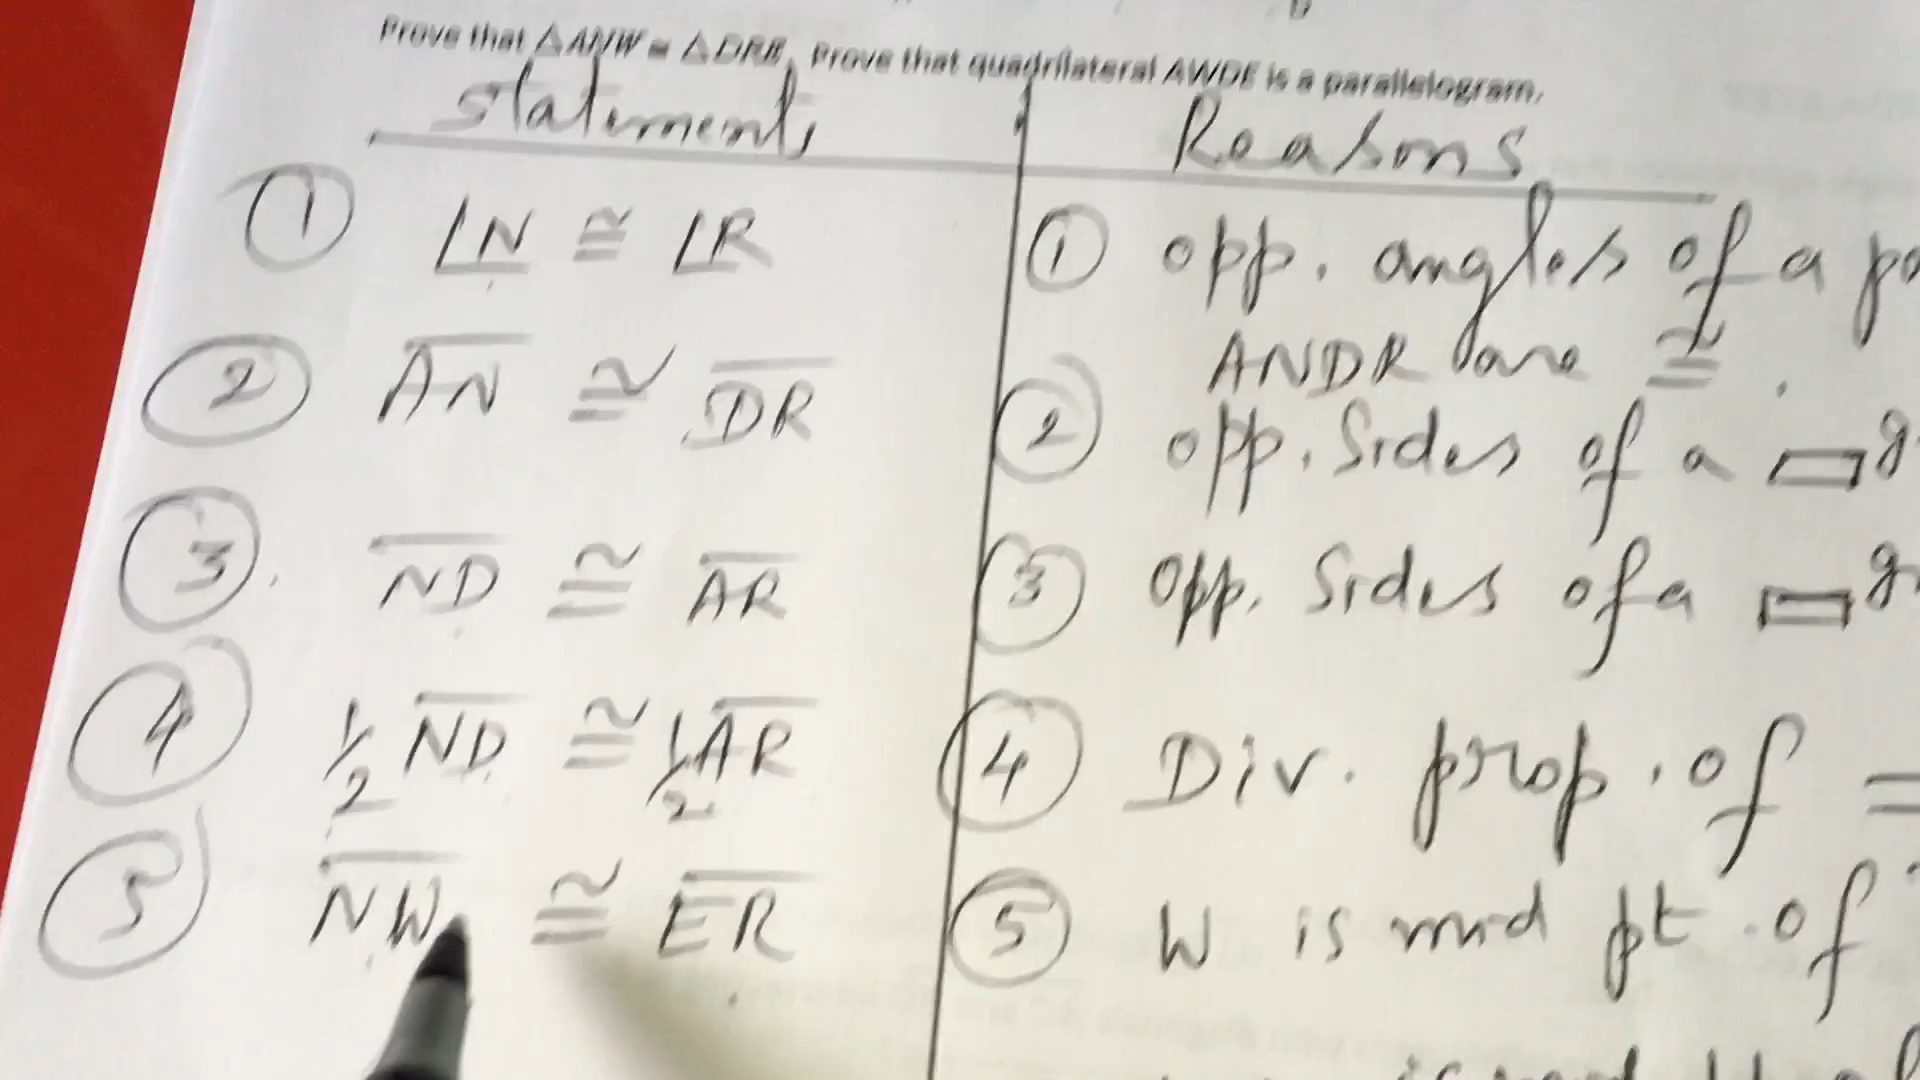 Prove that △ANW ≅ △DRE. Prove that quadrilateral AWDE is a parallelogram.
Statements Reasons
① ∠N ≅ ∠R ① opp. angles of a
ANDR are ≅ .
② AN ≅ DR ② opp. Sides of a ▱
③ ND ≅ AR ③ opp. Sides of a ▱
④ 1/2 ND ≅ 1/2 AR ④ Div. prop. of =
⑤ NW ≅ ER ⑤ W is mid pt. of